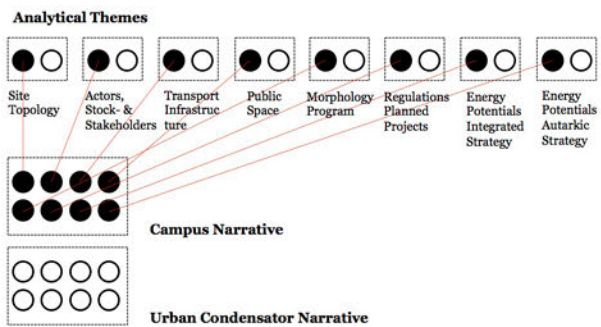 Analytical Themes
Site
Topology
Actors,
Stock- &
Stakeholders
Transport
Infrastruc
ture
Public
Space
Morphology
Program
Regulations
Planned
Projects
Energy
Potentials
Integrated
Strategy
Energy
Potentials
Autarkic
Strategy
Campus Narrative
Urban Condensator Narrative